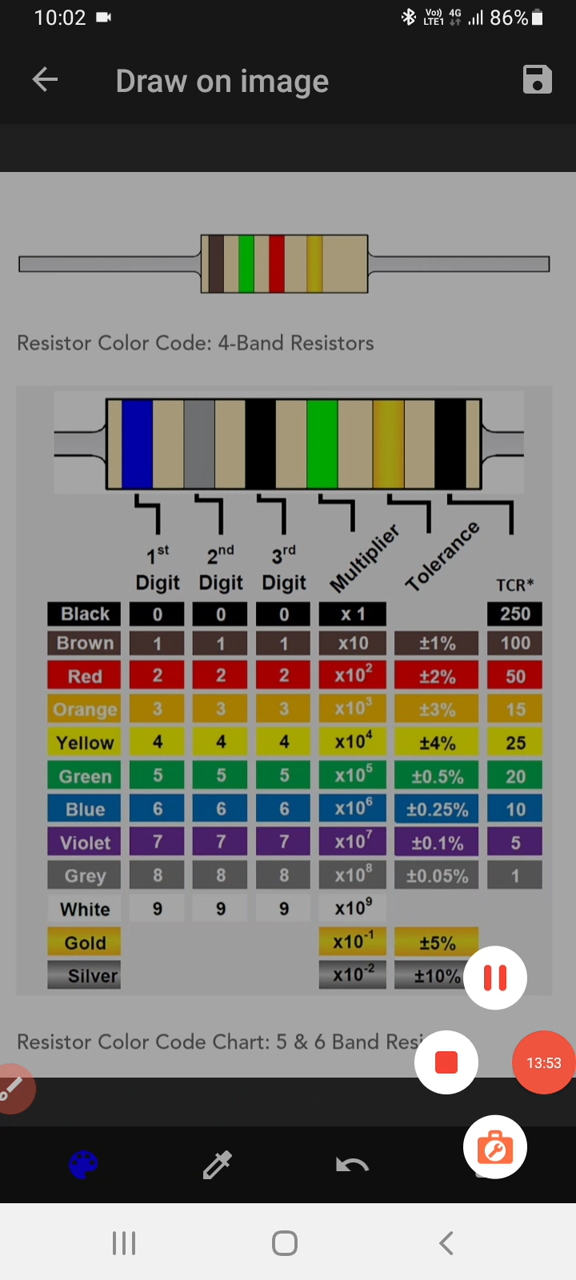 10:02 Vo)) LTE1 4G 86%
Draw on image
Resistor Color Code: 4-Band Resistors
1st Digit 2nd Digit 3rd Digit Multiplier Tolerance TCR*
Black 0 0 0 x 1 250
Brown 1 1 1 x10 ±1% 100
Red 2 2 2 x10² ±2% 50
Orange 3 3 3 x10³ ±3% 15
Yellow 4 4 4 x10⁴ ±4% 25
Green 5 5 5 x10⁵ ±0.5% 20
Blue 6 6 6 x10⁶ ±0.25% 10
Violet 7 7 7 x10⁷ ±0.1% 5
Grey 8 8 8 x10⁸ ±0.05% 1
White 9 9 9 x10⁹
Gold x10⁻¹ ±5%
Silver x10⁻² ±10%
Resistor Color Code Chart: 5 & 6 Band
13:53